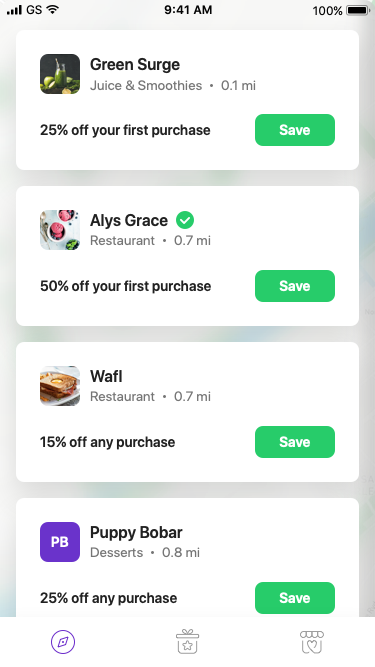 GS 9:41 AM 100%
Green Surge
Juice & Smoothies • 0.1 mi
25% off your first purchase Save
Alys Grace
Restaurant • 0.7 mi
50% off your first purchase Save
Wafl
Restaurant • 0.7 mi
15% off any purchase Save
PB Puppy Bobar
Desserts • 0.8 mi
25% off any purchase Save